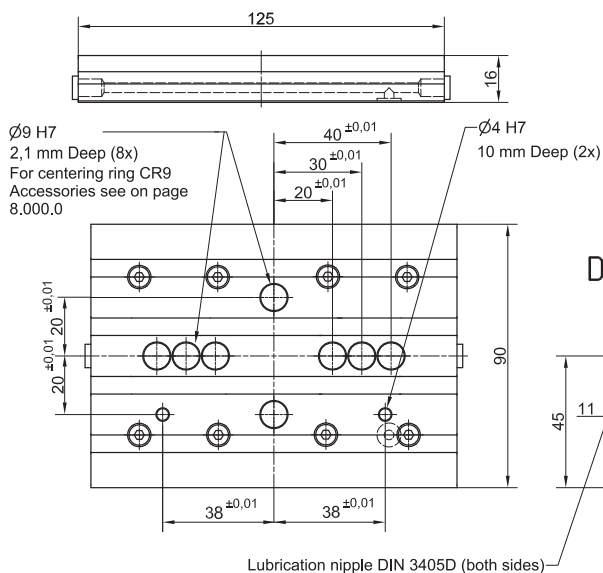 125
16
Ø9 H7
2,1 mm Deep (8x)
For centering ring CR9
Accessories see on page
8.000.0
40 ±0,01
30 ±0,01
20 ±0,01
Ø4 H7
10 mm Deep (2x)
D
20 ±0,01
20 ±0,01
90
45
11
38 ±0,01
38 ±0,01
Lubrication nipple DIN 3405D (both sides)